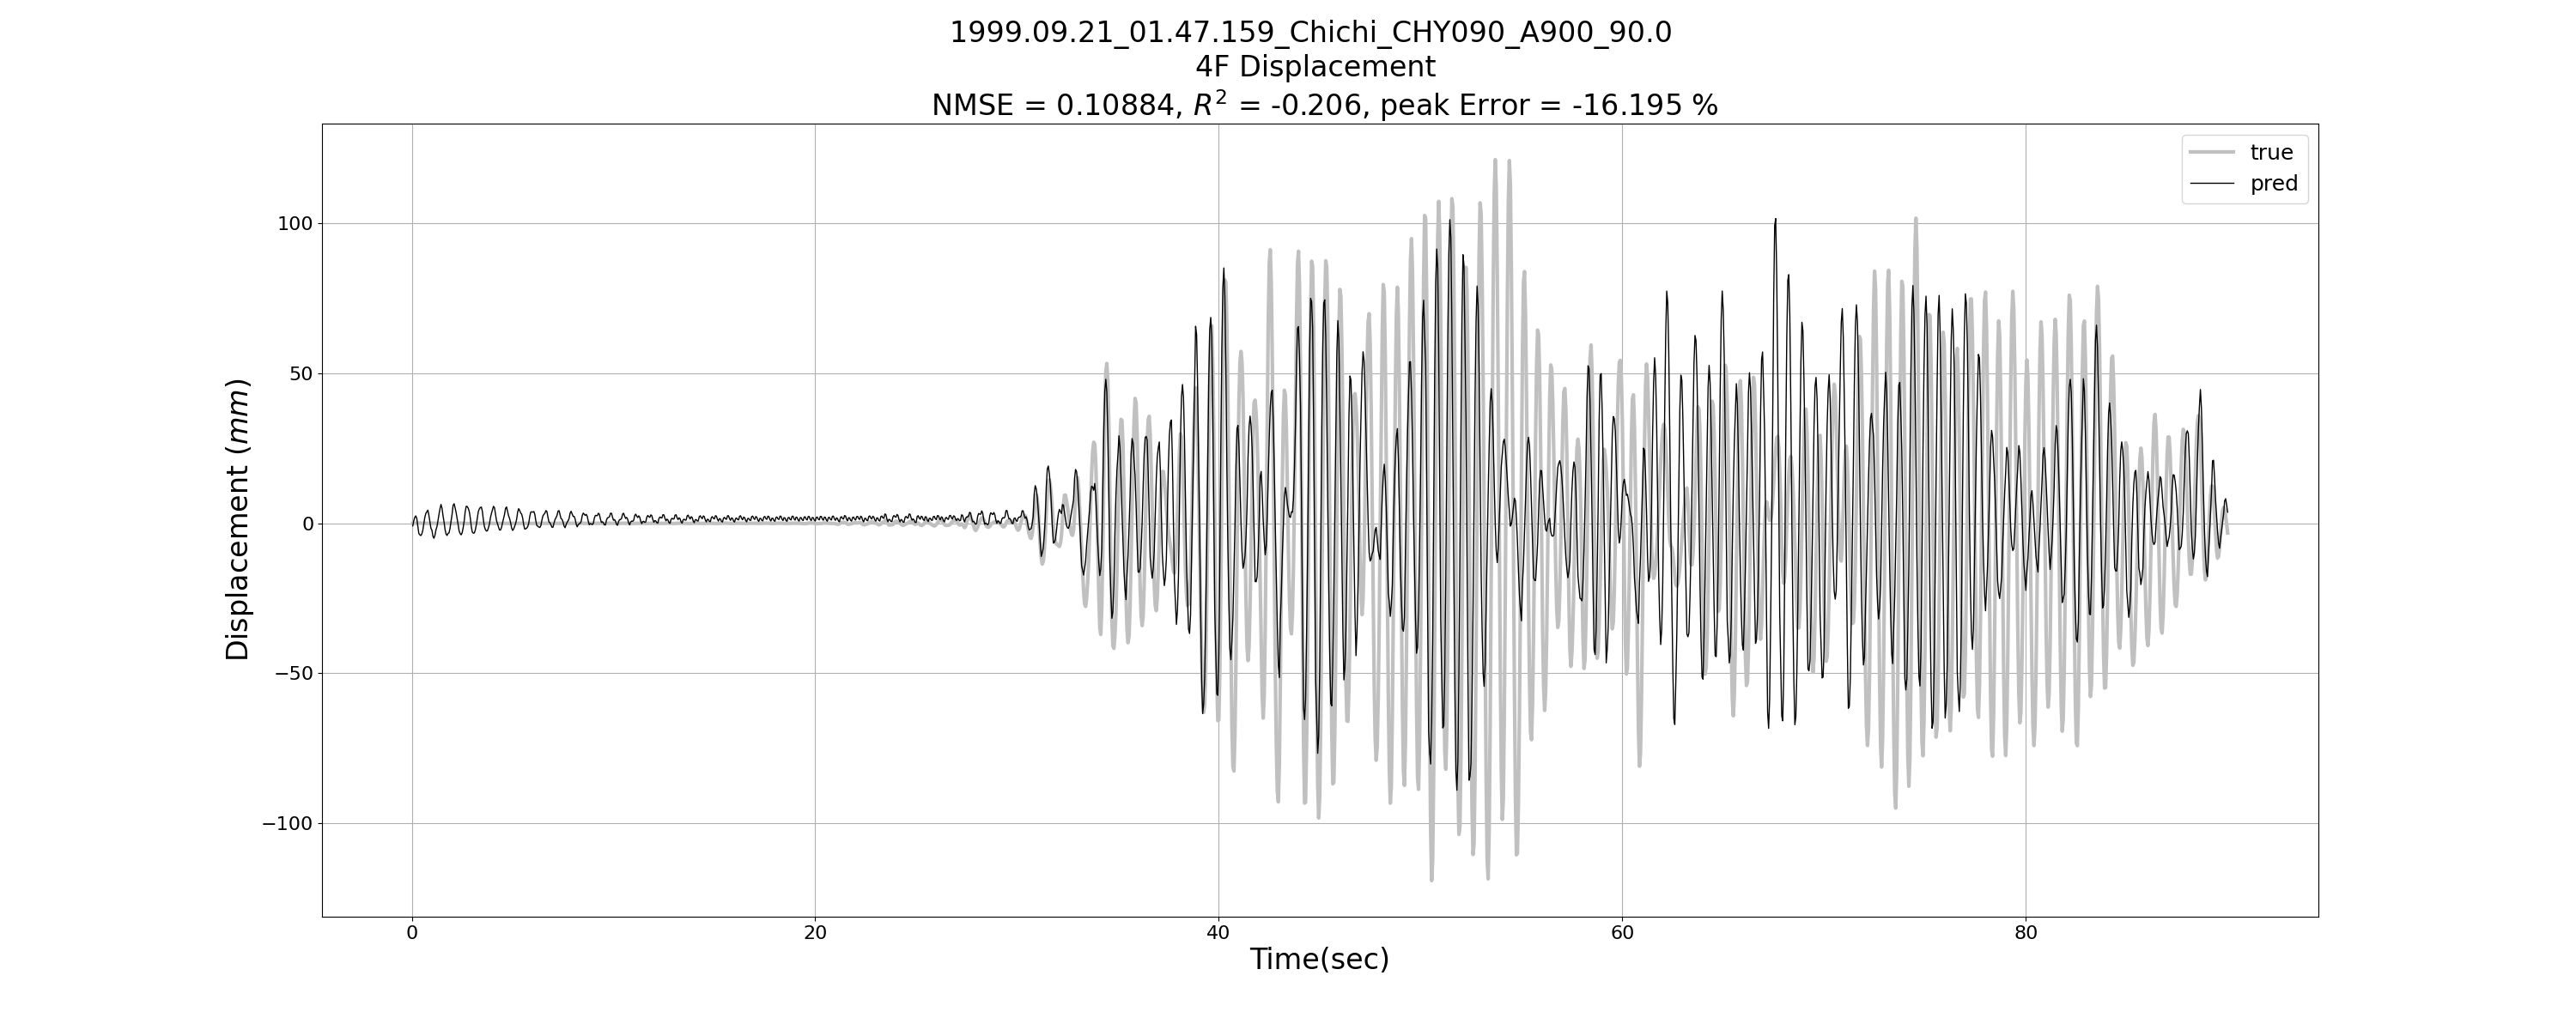 1999.09.21_01.47.159_Chichi_CHY090_A900_90.0
4F Displacement
NMSE = 0.10884, R² = -0.206, peak Error = -16.195 %
true
pred
Displacement (mm)
100
50
0
−50
−100
0
20
40
60
80
Time(sec)